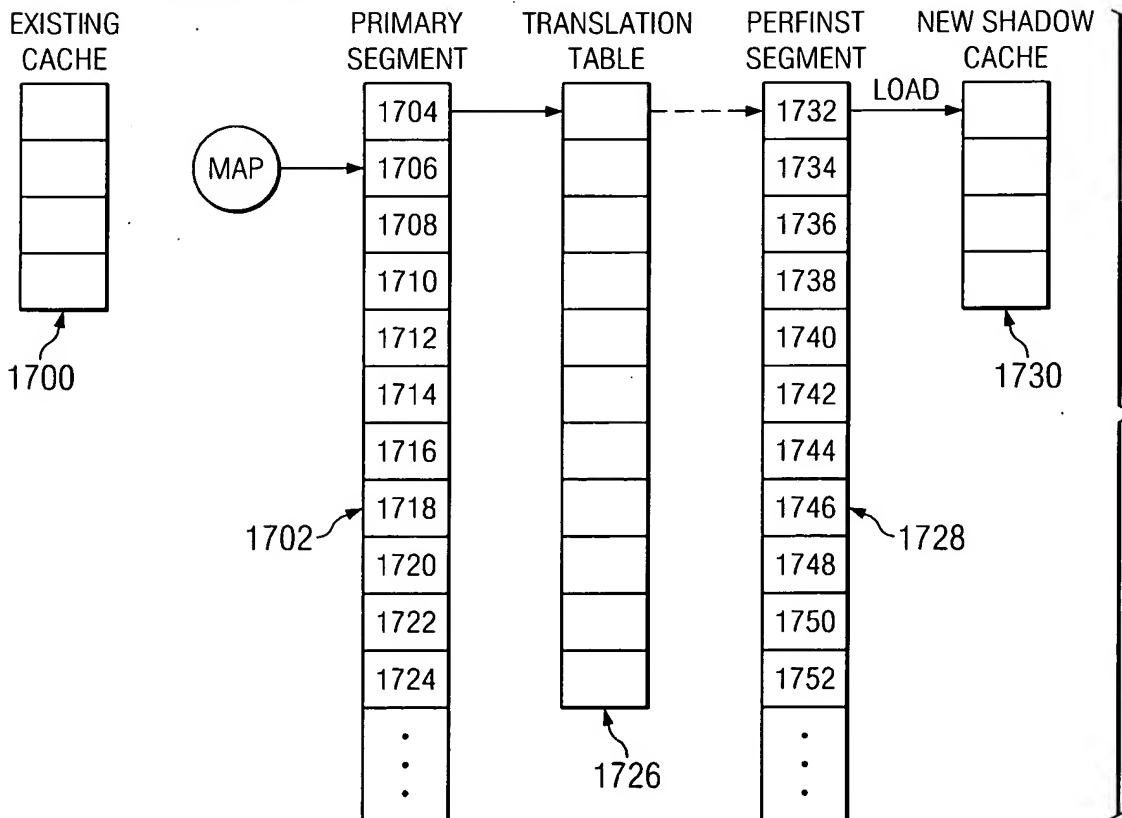 EXISTING
CACHE
PRIMARY
SEGMENT
TRANSLATION
TABLE
PERFINST
SEGMENT
NEW SHADOW
CACHE
LOAD
MAP
1704
1706
1708
1710
1712
1714
1716
1718
1720
1722
1724
1732
1734
1736
1738
1740
1742
1744
1746
1748
1750
1752
1700
1702
1726
1728
1730